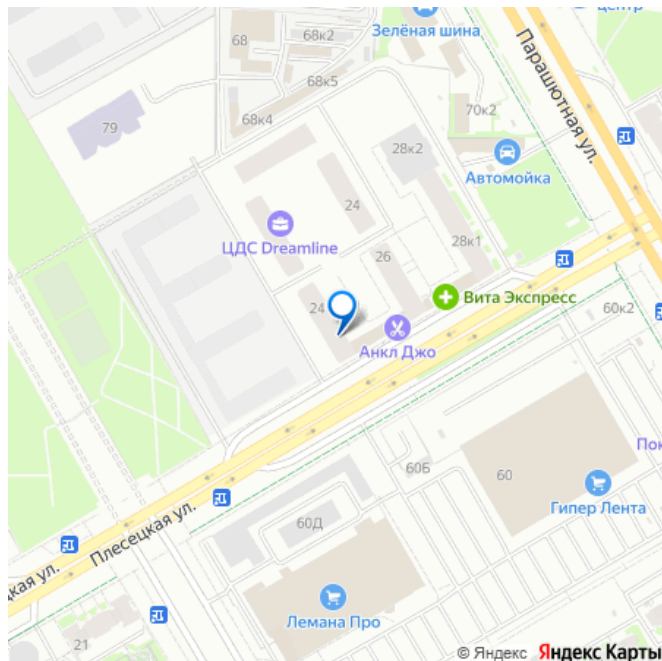 центр
68к2
68
Зелёная шина
Парашютная ул.
68к5
68к4
79
70к2
28к2
Автомойка
24
ЦДС Dreamline
26
28к1
24
Вита Экспресс
60к2
Анкл Джо
60Б
60
Пок
Гипер Лента
60Д
Плесецкая ул.
цкая ул.
Лемана Про
21
© Яндекс Яндекс Карты